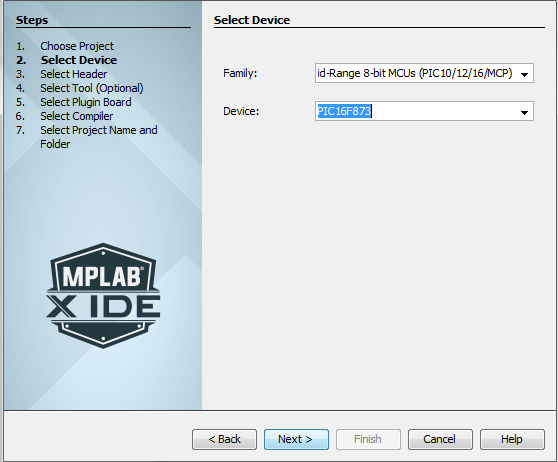 Steps
1. Choose Project
2. Select Device
3. Select Header
4. Select Tool (Optional)
5. Select Plugin Board
6. Select Compiler
7. Select Project Name and
Folder
MPLAB®
X IDE
Select Device
Family: id-Range 8-bit MCUs (PIC10/12/16/MCP)
Device: PIC16F873
< Back Next > Finish Cancel Help